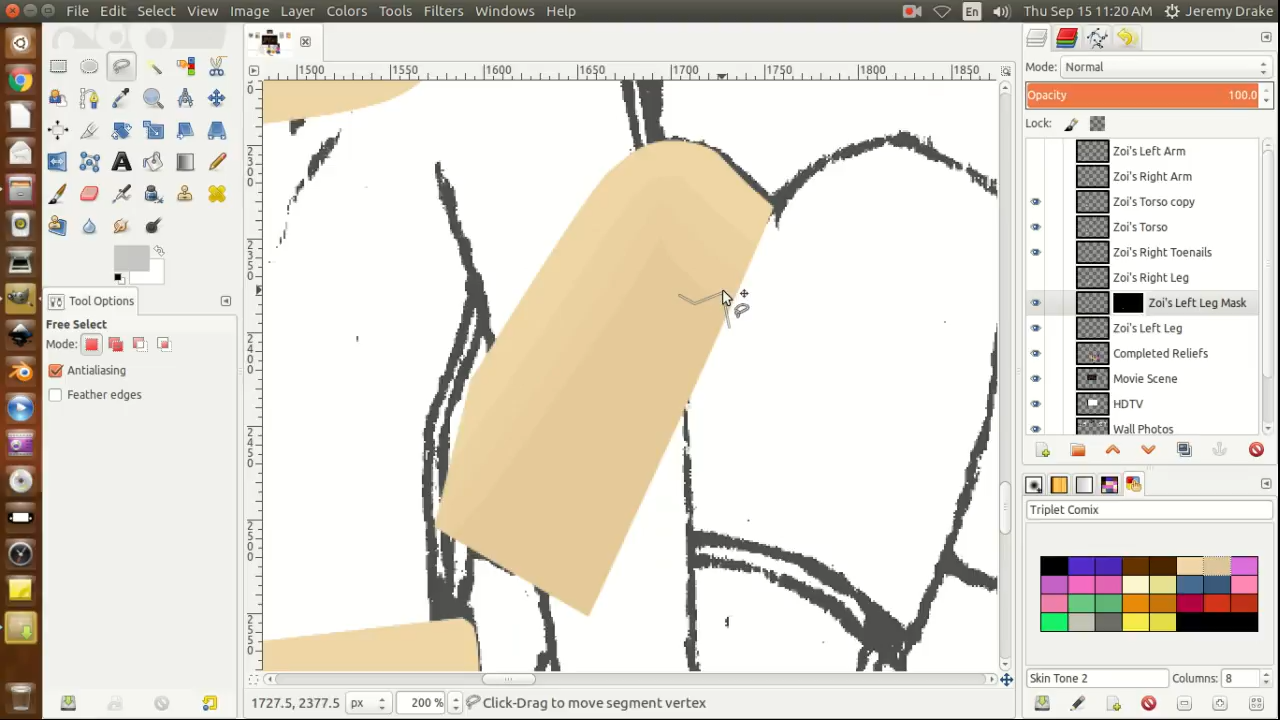 File Edit Select View Image Layer Colors Tools Filters Windows Help
En Thu Sep 15 11:20 AM Jeremy Drake
Mode: Normal
Opacity 100.0
Lock:
Zoi's Left Arm
Zoi's Right Arm
Zoi's Torso copy
Zoi's Torso
Zoi's Right Toenails
Zoi's Right Leg
Zoi's Left Leg Mask
Zoi's Left Leg
Completed Reliefs
Movie Scene
HDTV
Wall Photos
1500 1550 1600 1650 1700 1750 1800 1850
Tool Options
Free Select
Mode:
Antialiasing
Feather edges
Triplet Comix
Skin Tone 2 Columns: 8
1727.5, 2377.5 px 200 % Click-Drag to move segment vertex